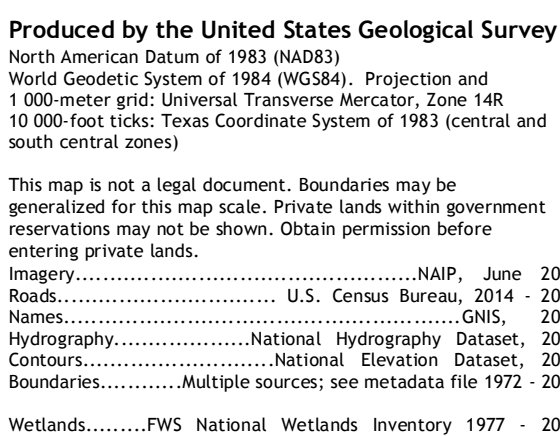 Produced by the United States Geological Survey
North American Datum of 1983 (NAD83)
World Geodetic System of 1984 (WGS84). Projection and
1 000-meter grid: Universal Transverse Mercator, Zone 14R
10 000-foot ticks: Texas Coordinate System of 1983 (central and
south central zones)
This map is not a legal document. Boundaries may be
generalized for this map scale. Private lands within government
reservations may not be shown. Obtain permission before
entering private lands.
Imagery.....................................................NAIP, June 20
Roads.................................. U.S. Census Bureau, 2014 - 20
Names............................................................GNIS, 20
Hydrography.....................National Hydrography Dataset, 20
Contours.............................National Elevation Dataset, 20
Boundaries............Multiple sources; see metadata file 1972 - 20
Wetlands.........FWS National Wetlands Inventory 1977 - 20